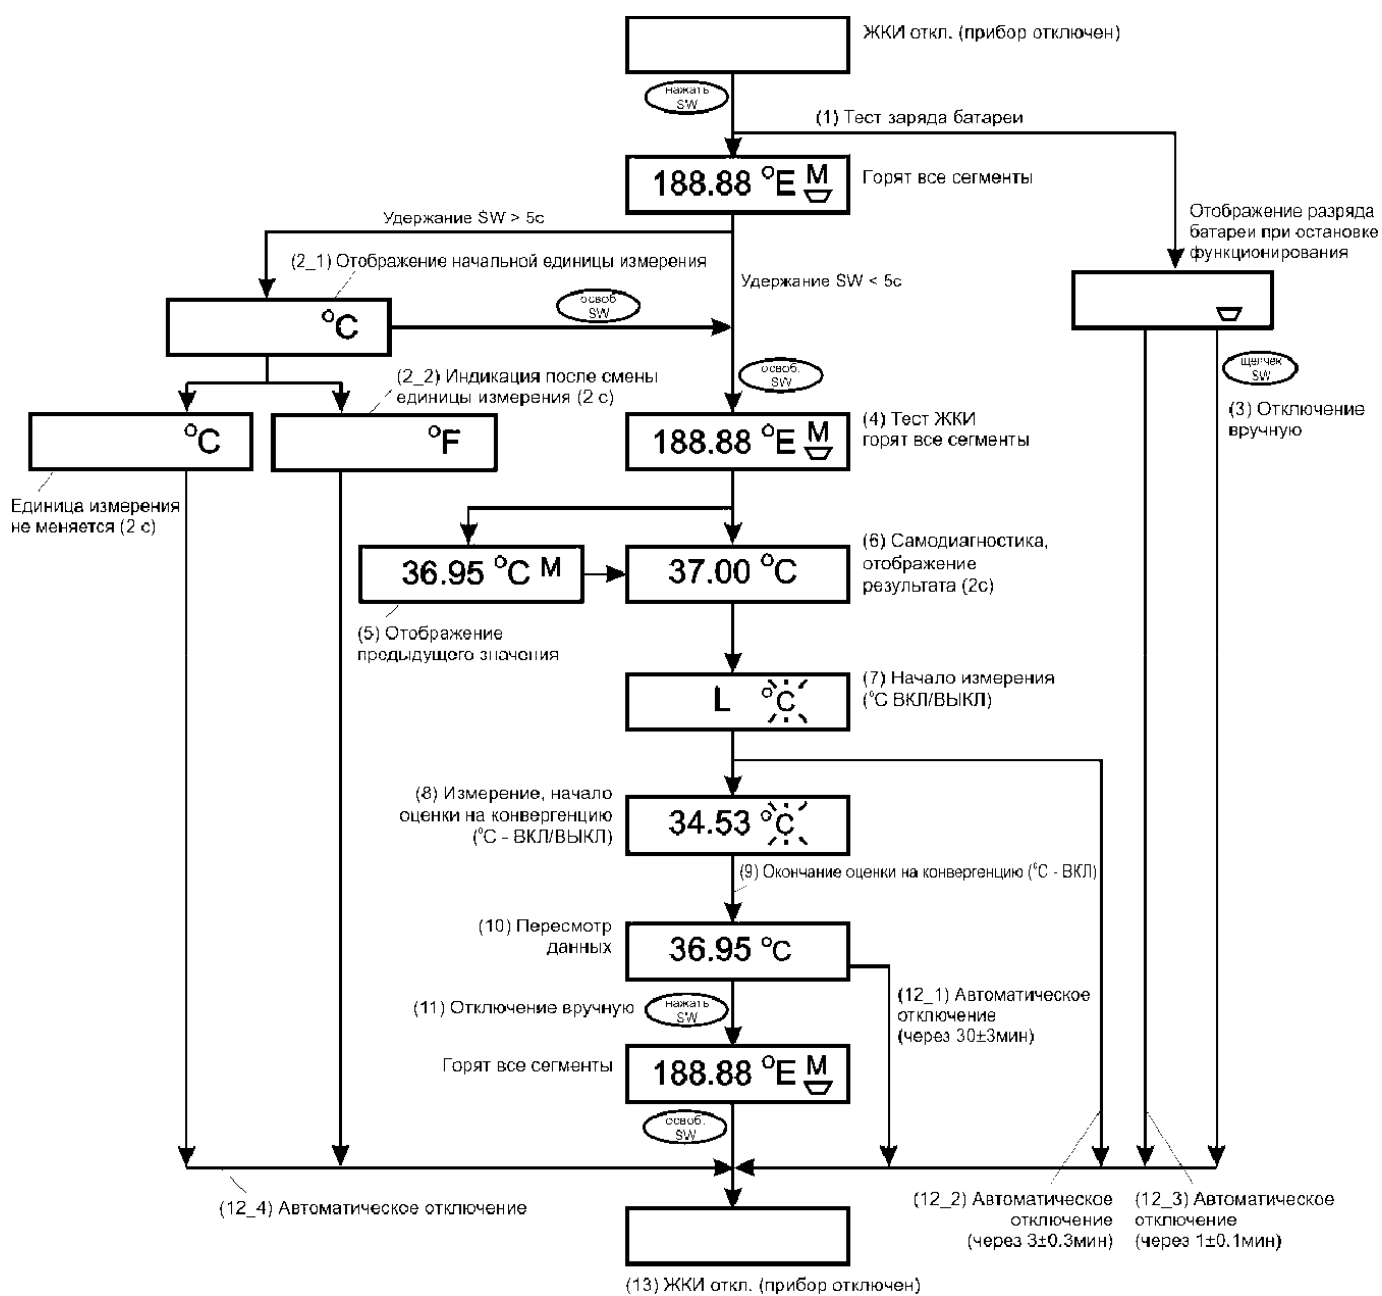 ЖКИ откл. (прибор отключен)
нажать
SW
(1) Тест заряда батареи
188.88 °E M
Горят все сегменты
Удержание SW > 5с
Отображение разряда
батареи при остановке
функционирования
(2_1) Отображение начальной единицы измерения
Удержание SW < 5с
°C
освоб
SW
щелчек
SW
(2_2) Индикация после смены
единицы измерения (2 с)
освоб.
SW
(3) Отключение
вручную
°C
°F
188.88 °E M
(4) Тест ЖКИ
горят все сегменты
Единица измерения
не меняется (2 с)
36.95 °C M
37.00 °C
(6) Самодиагностика,
отображение
результата (2с)
(5) Отображение
предыдущего значения
L °C
(7) Начало измерения
(°C ВКЛ/ВЫКЛ)
(8) Измерение, начало
оценки на конвергенцию
(°C - ВКЛ/ВЫКЛ)
34.53 °C
(9) Окончание оценки на конвергенцию (°C - ВКЛ)
(10) Пересмотр
данных
36.95 °C
(11) Отключение вручную
нажать
SW
(12_1) Автоматическое
отключение
(через 30±3мин)
Горят все сегменты
188.88 °E M
освоб.
SW
(12_4) Автоматическое отключение
(12_2) Автоматическое
отключение
(через 3±0.3мин)
(12_3) Автоматическое
отключение
(через 1±0.1мин)
(13) ЖКИ откл. (прибор отключен)